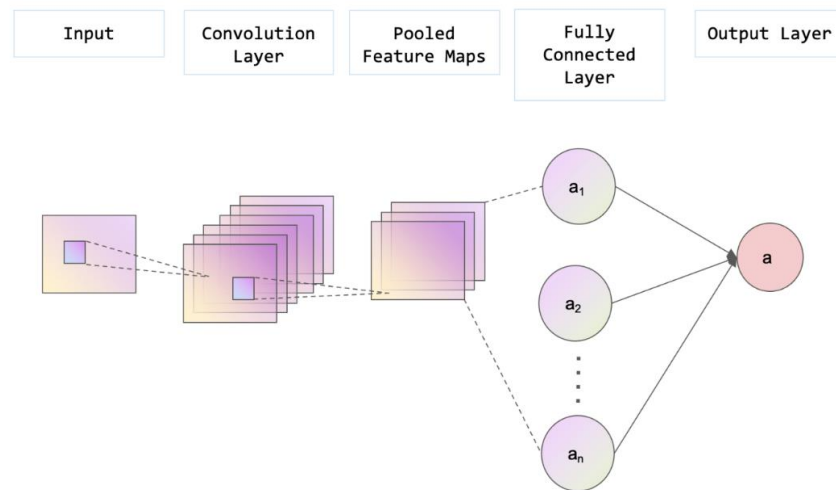 Input
Convolution
Layer
Pooled
Feature Maps
Fully
Connected
Layer
Output Layer
a1
a2
an
a